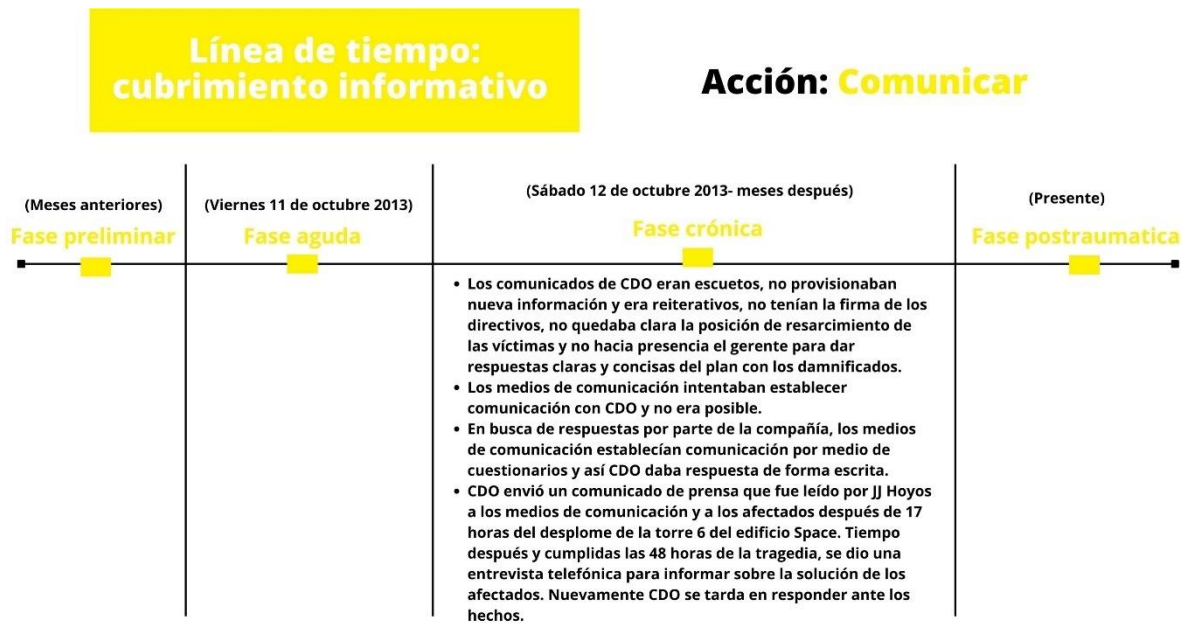 Línea de tiempo:
cubrimiento informativo
Acción: Comunicar
(Meses anteriores)
Fase preliminar
(Viernes 11 de octubre 2013)
Fase aguda
(Sábado 12 de octubre 2013- meses después)
Fase crónica
(Presente)
Fase postraumatica
• Los comunicados de CDO eran escuetos, no provisionaban
nueva información y era reiterativos, no tenían la firma de los
directivos, no quedaba clara la posición de resarcimiento de
las víctimas y no hacia presencia el gerente para dar
respuestas claras y concisas del plan con los damnificados.
• Los medios de comunicación intentaban establecer
comunicación con CDO y no era posible.
• En busca de respuestas por parte de la compañía, los medios
de comunicación establecían comunicación por medio de
cuestionarios y así CDO daba respuesta de forma escrita.
• CDO envió un comunicado de prensa que fue leído por JJ Hoyos
a los medios de comunicación y a los afectados después de 17
horas del desplome de la torre 6 del edificio Space. Tiempo
después y cumplidas las 48 horas de la tragedia, se dio una
entrevista telefónica para informar sobre la solución de los
afectados. Nuevamente CDO se tarda en responder ante los
hechos.